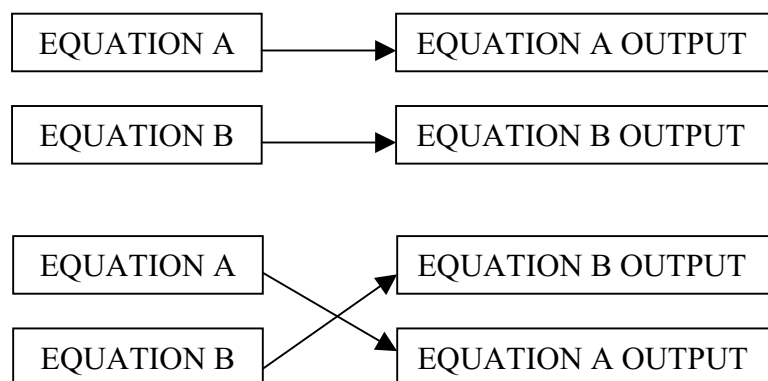 EQUATION A EQUATION A OUTPUT
EQUATION B EQUATION B OUTPUT
EQUATION A EQUATION B OUTPUT
EQUATION B EQUATION A OUTPUT